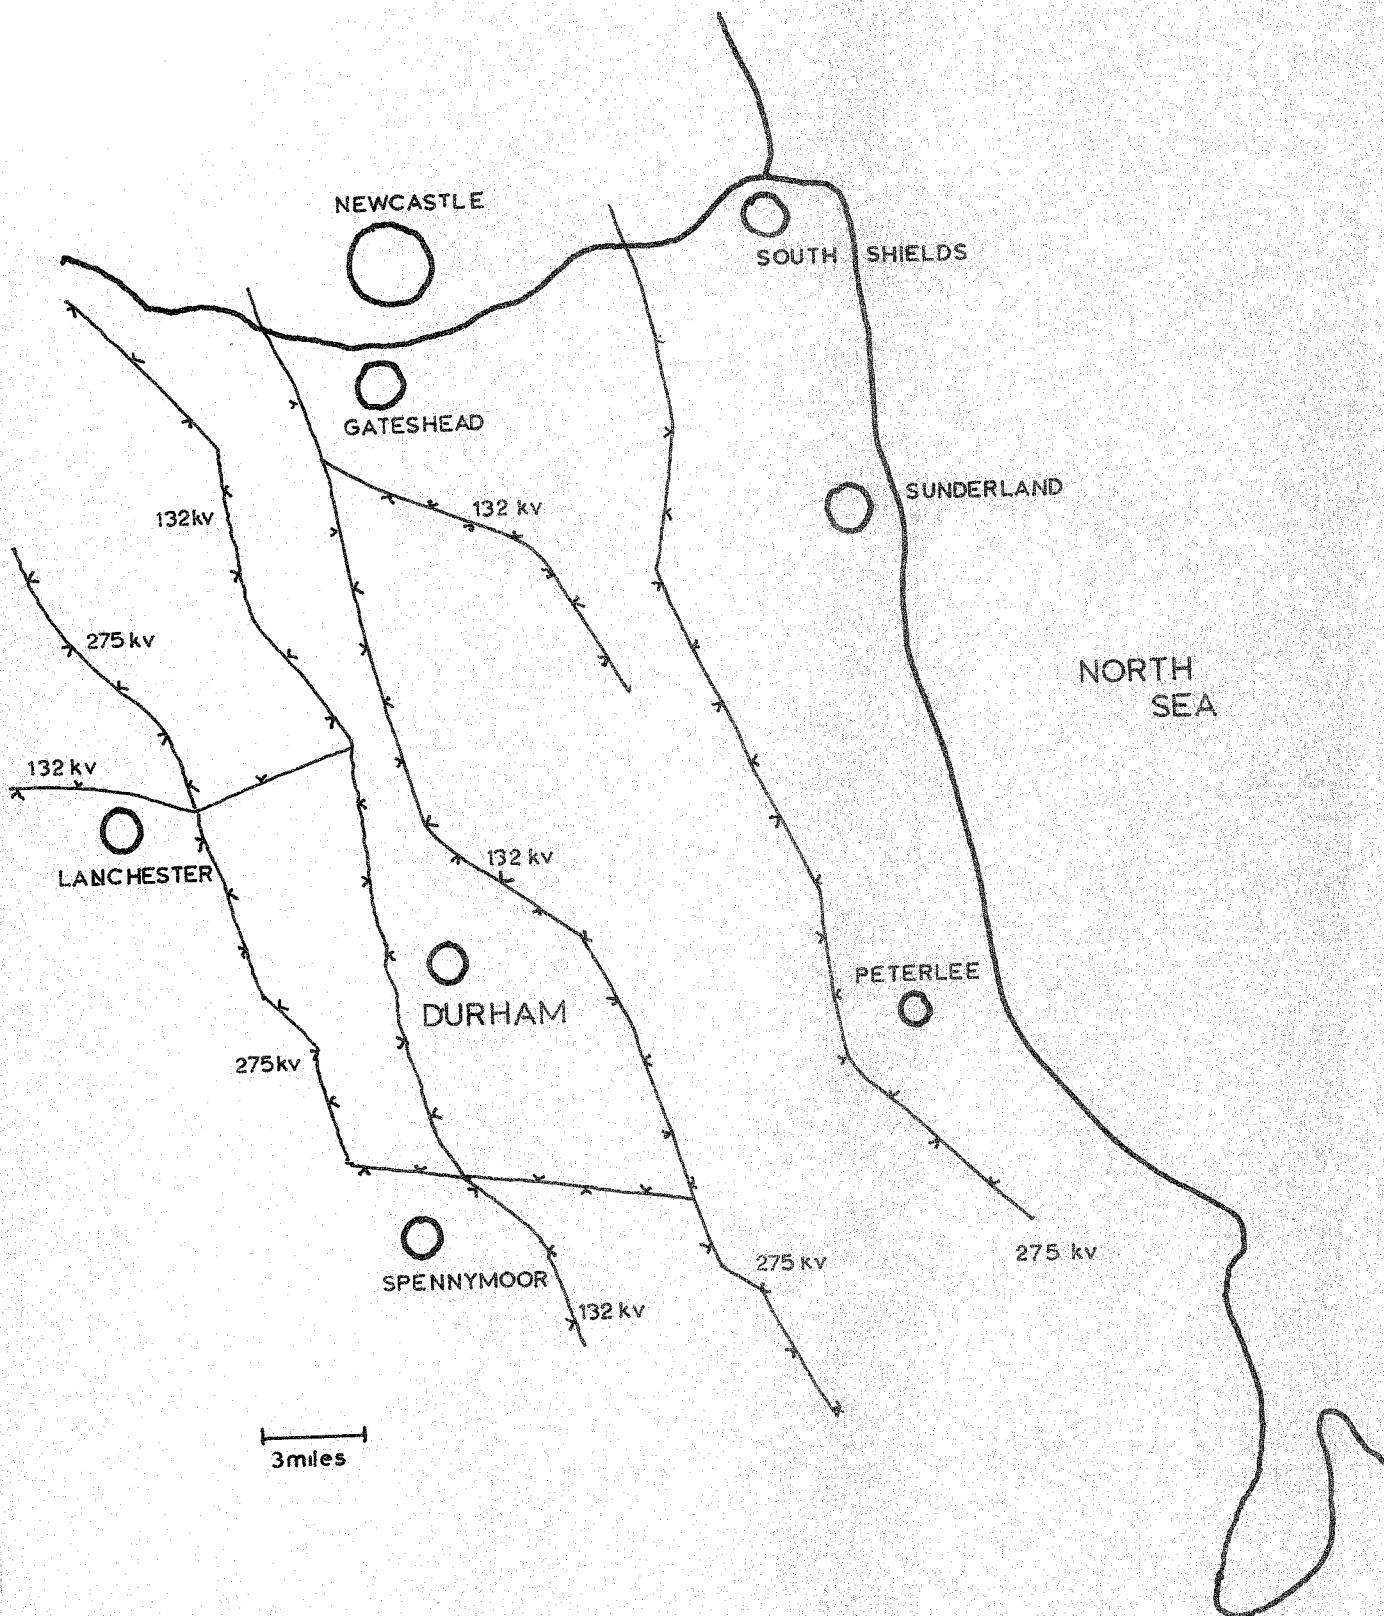 NEWCASTLE
SOUTH SHIELDS
GATESHEAD
132 kv
SUNDERLAND
132kv
275 kv
NORTH
SEA
132 kv
LANCHESTER
132 kv
PETERLEE
DURHAM
275kv
275 kv
275 kv
SPENNYMOOR
132 kv
3miles